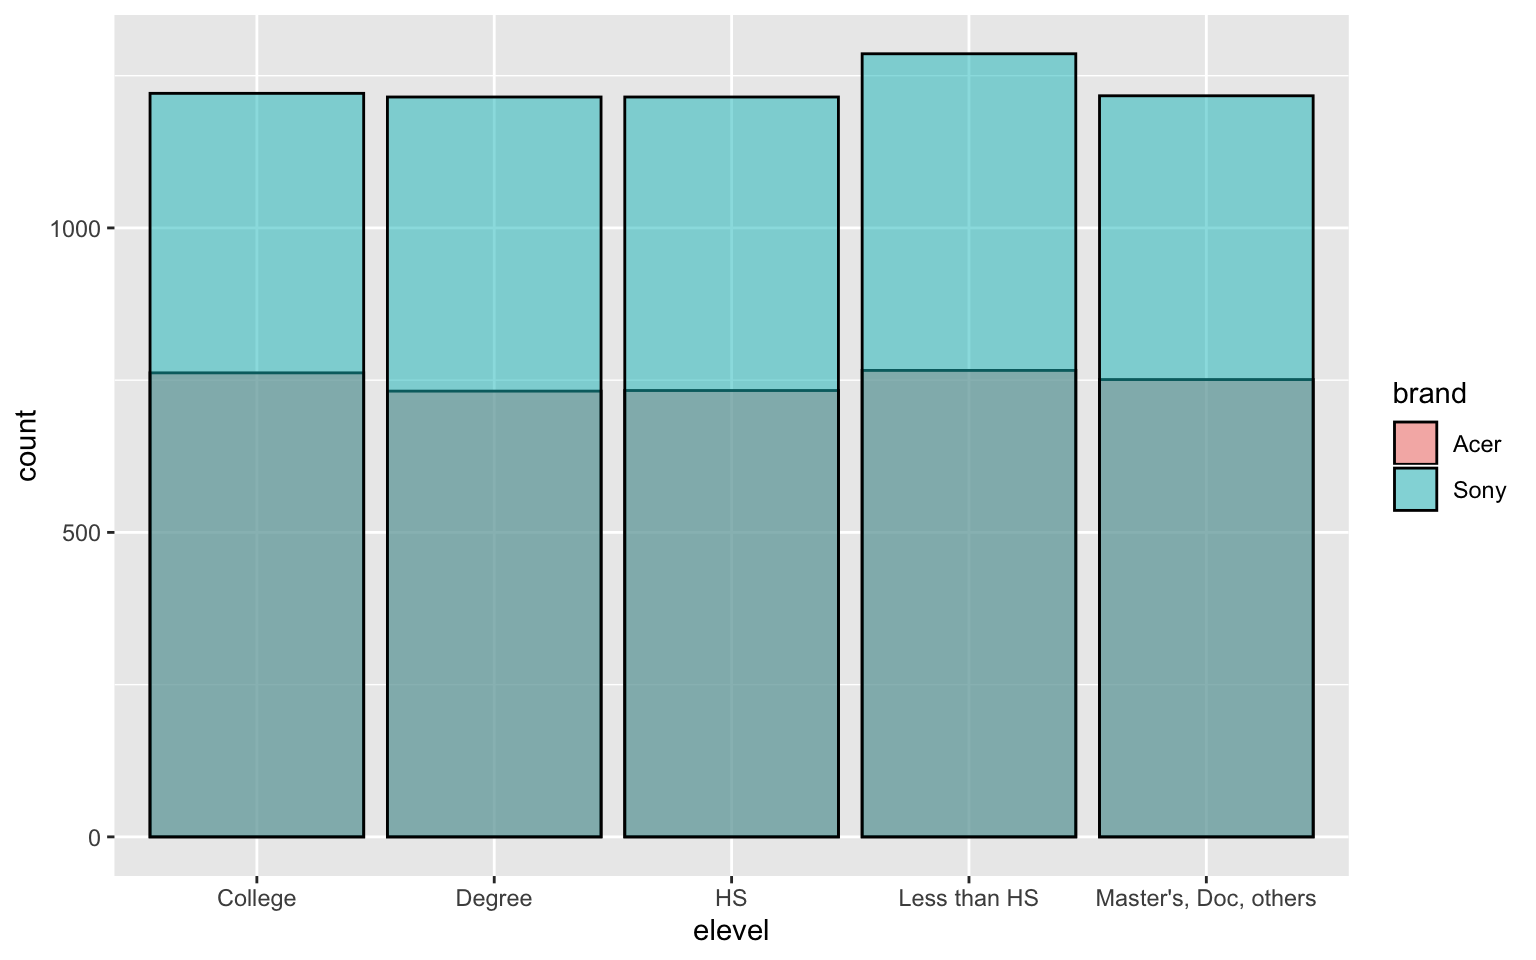 count
1000
500
0
College
Degree
HS
Less than HS
Master's, Doc, others
elevel
brand
Acer
Sony